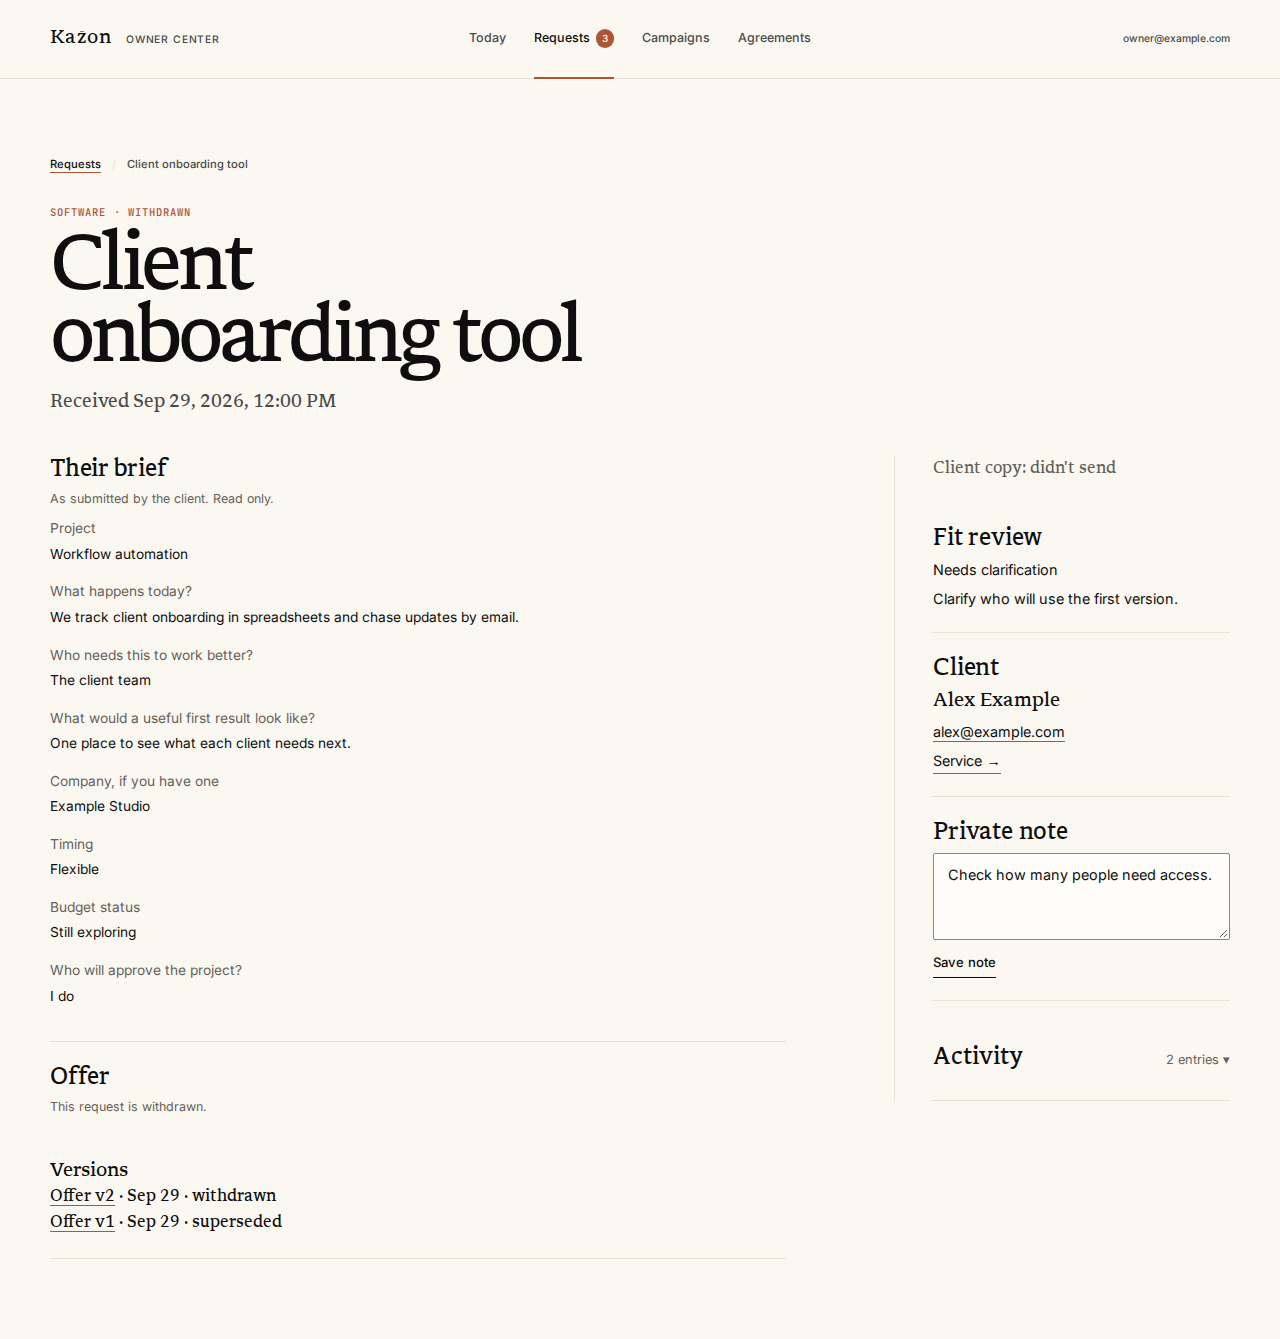 Kažon OWNER CENTER Today Requests 3 Campaigns Agreements owner@example.com
Requests / Client onboarding tool
SOFTWARE · WITHDRAWN
Client
onboarding tool
Received Sep 29, 2026, 12:00 PM
Their brief
As submitted by the client. Read only.
Project
Workflow automation
What happens today?
We track client onboarding in spreadsheets and chase updates by email.
Who needs this to work better?
The client team
What would a useful first result look like?
One place to see what each client needs next.
Company, if you have one
Example Studio
Timing
Flexible
Budget status
Still exploring
Who will approve the project?
I do
Offer
This request is withdrawn.
Versions
Offer v2 · Sep 29 · withdrawn
Offer v1 · Sep 29 · superseded
Client copy: didn't send
Fit review
Needs clarification
Clarify who will use the first version.
Client
Alex Example
alex@example.com
Service →
Private note
Check how many people need access.
Save note
Activity 2 entries ▾